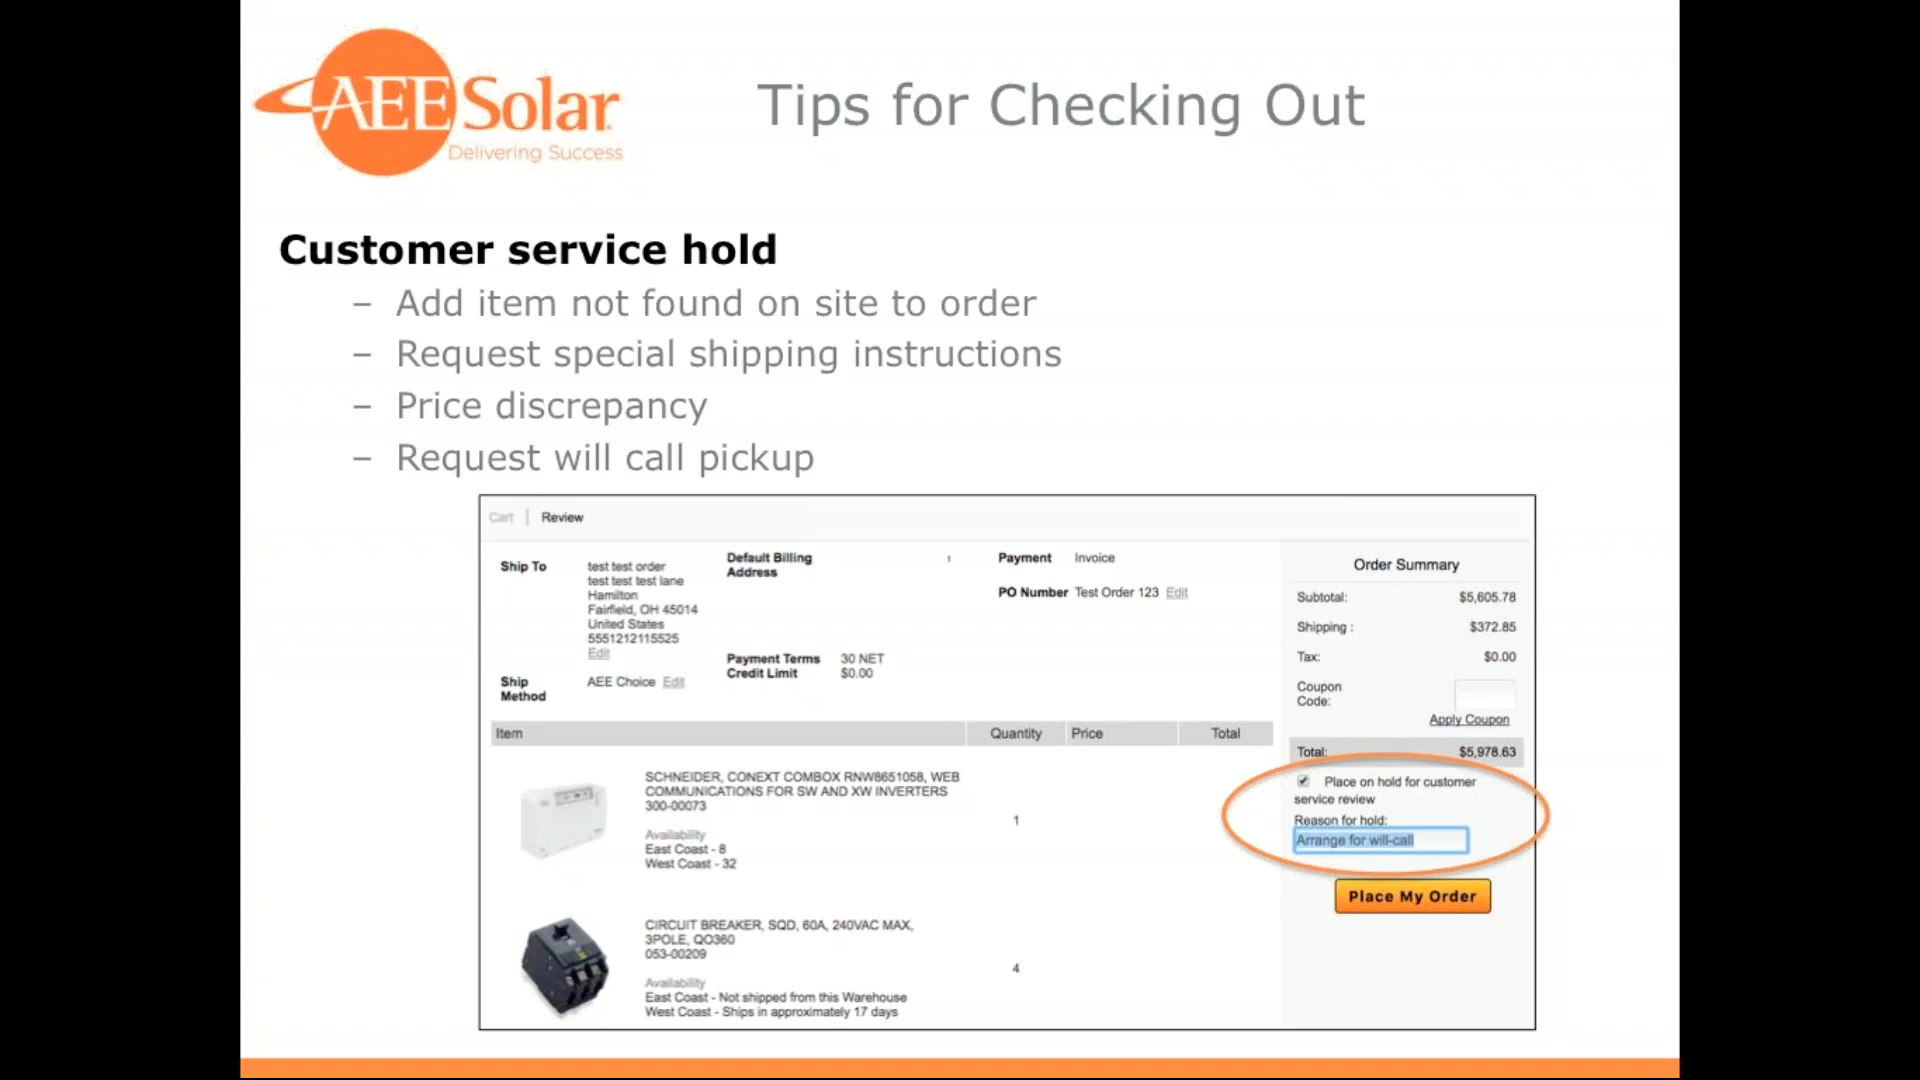 AEE Solar
Delivering Success
Tips for Checking Out
Customer service hold
– Add item not found on site to order
– Request special shipping instructions
– Price discrepancy
– Request will call pickup
Cart | Review
Ship To
test test order
test test test lane
Hamilton
Fairfield, OH 45014
United States
5551212115525
Edit
Ship
Method
AEE Choice Edit
Default Billing
Address
Payment Terms 30 NET
Credit Limit $0.00
Payment Invoice
PO Number Test Order 123 Edit
Item Quantity Price Total
SCHNEIDER, CONEXT COMBOX RNW8651058, WEB
COMMUNICATIONS FOR SW AND XW INVERTERS
300-00073
1
Availability
East Coast - 8
West Coast - 32
CIRCUIT BREAKER, SQD, 60A, 240VAC MAX,
3POLE, QO360
053-00209
4
Availability
East Coast - Not shipped from this Warehouse
West Coast - Ships in approximately 17 days
Order Summary
Subtotal: $5,605.78
Shipping : $372.85
Tax: $0.00
Coupon
Code:
Apply Coupon
Total: $5,978.63
Place on hold for customer
service review
Reason for hold:
Arrange for will-call
Place My Order